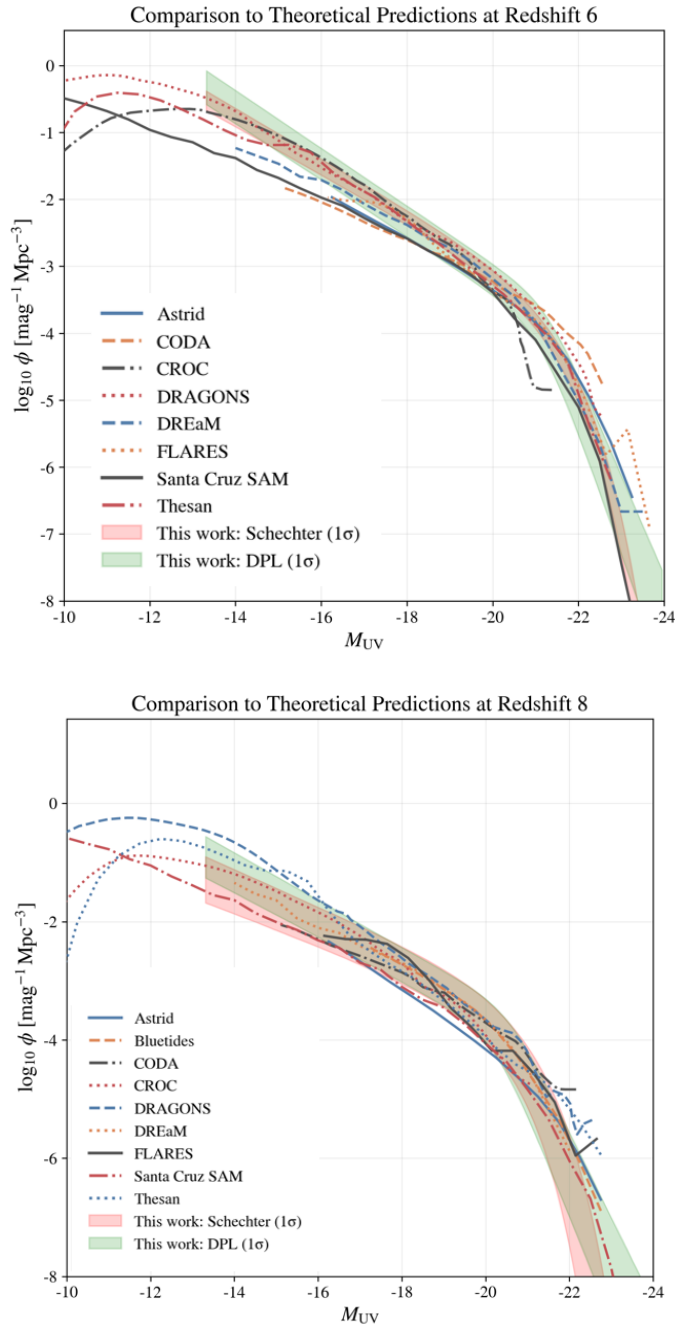 Comparison to Theoretical Predictions at Redshift 6
0
-1
-2
-3
-4
-5
-6
-7
-8
log₁₀ ϕ [mag⁻¹ Mpc⁻³]
Astrid
CODA
CROC
DRAGONS
DREaM
FLARES
Santa Cruz SAM
Thesan
This work: Schechter (1σ)
This work: DPL (1σ)
-10 -12 -14 -16 -18 -20 -22 -24
M_UV
Comparison to Theoretical Predictions at Redshift 8
0
-2
-4
-6
-8
log₁₀ ϕ [mag⁻¹ Mpc⁻³]
Astrid
Bluetides
CODA
CROC
DRAGONS
DREaM
FLARES
Santa Cruz SAM
Thesan
This work: Schechter (1σ)
This work: DPL (1σ)
-10 -12 -14 -16 -18 -20 -22 -24
M_UV